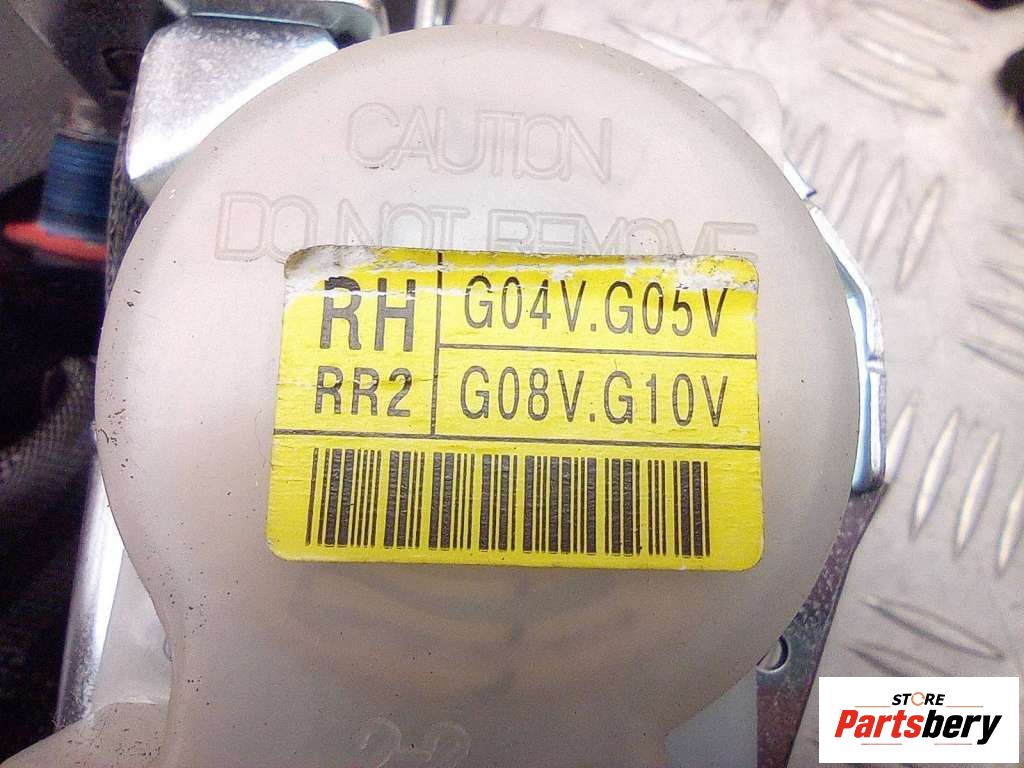 CAUTION
DO NOT REMOVE
RH
RR2
G04V.G05V
G08V.G10V
STORE
Partsbery